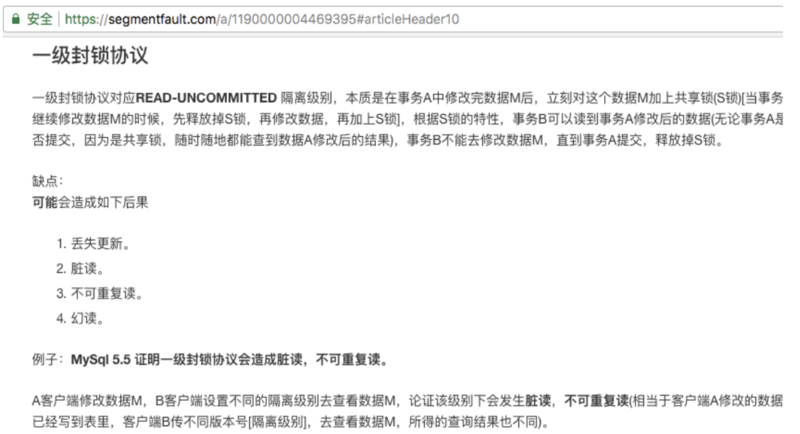 安全 https://segmentfault.com/a/1190000004469395#articleHeader10
一级封锁协议
一级封锁协议对应READ-UNCOMMITTED 隔离级别，本质是在事务A中修改完数据M后，立刻对这个数据M加上共享锁(S锁)[当事务
继续修改数据M的时候，先释放掉S锁，再修改数据，再加上S锁]，根据S锁的特性，事务B可以读到事务A修改后的数据(无论事务A是
否提交，因为是共享锁，随时随地都能查到数据A修改后的结果)，事务B不能去修改数据M，直到事务A提交，释放掉S锁。
缺点：
可能会造成如下后果
1. 丢失更新。
2. 脏读。
3. 不可重复读。
4. 幻读。
例子：MySql 5.5 证明一级封锁协议会造成脏读，不可重复读。
A客户端修改数据M，B客户端设置不同的隔离级别去查看数据M，论证该级别下会发生脏读，不可重复读(相当于客户端A修改的数据
已经写到表里，客户端B传不同版本号[隔离级别]，去查看数据M，所得的查询结果也不同)。